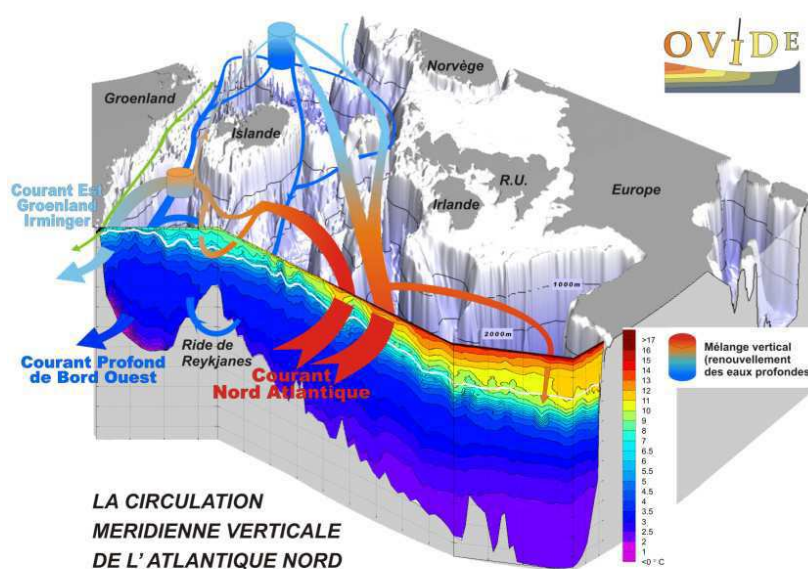 OVIDE
Groenland
Norvège
Islande
R.U.
Irlande
Europe
Courant Est
Groenland
Irminger
1000m
2000m
Ride de
Reykjanes
Courant Profond
de Bord Ouest
Courant
Nord Atlantique
>17
16
15
14
13
12
11
10
9
8
7
6.5
6
5.5
5
4.5
4
3.5
3
2.5
2
1
<0 °C
Mélange vertical
(renouvellement
des eaux profondes)
LA CIRCULATION
MERIDIENNE VERTICALE
DE L' ATLANTIQUE NORD